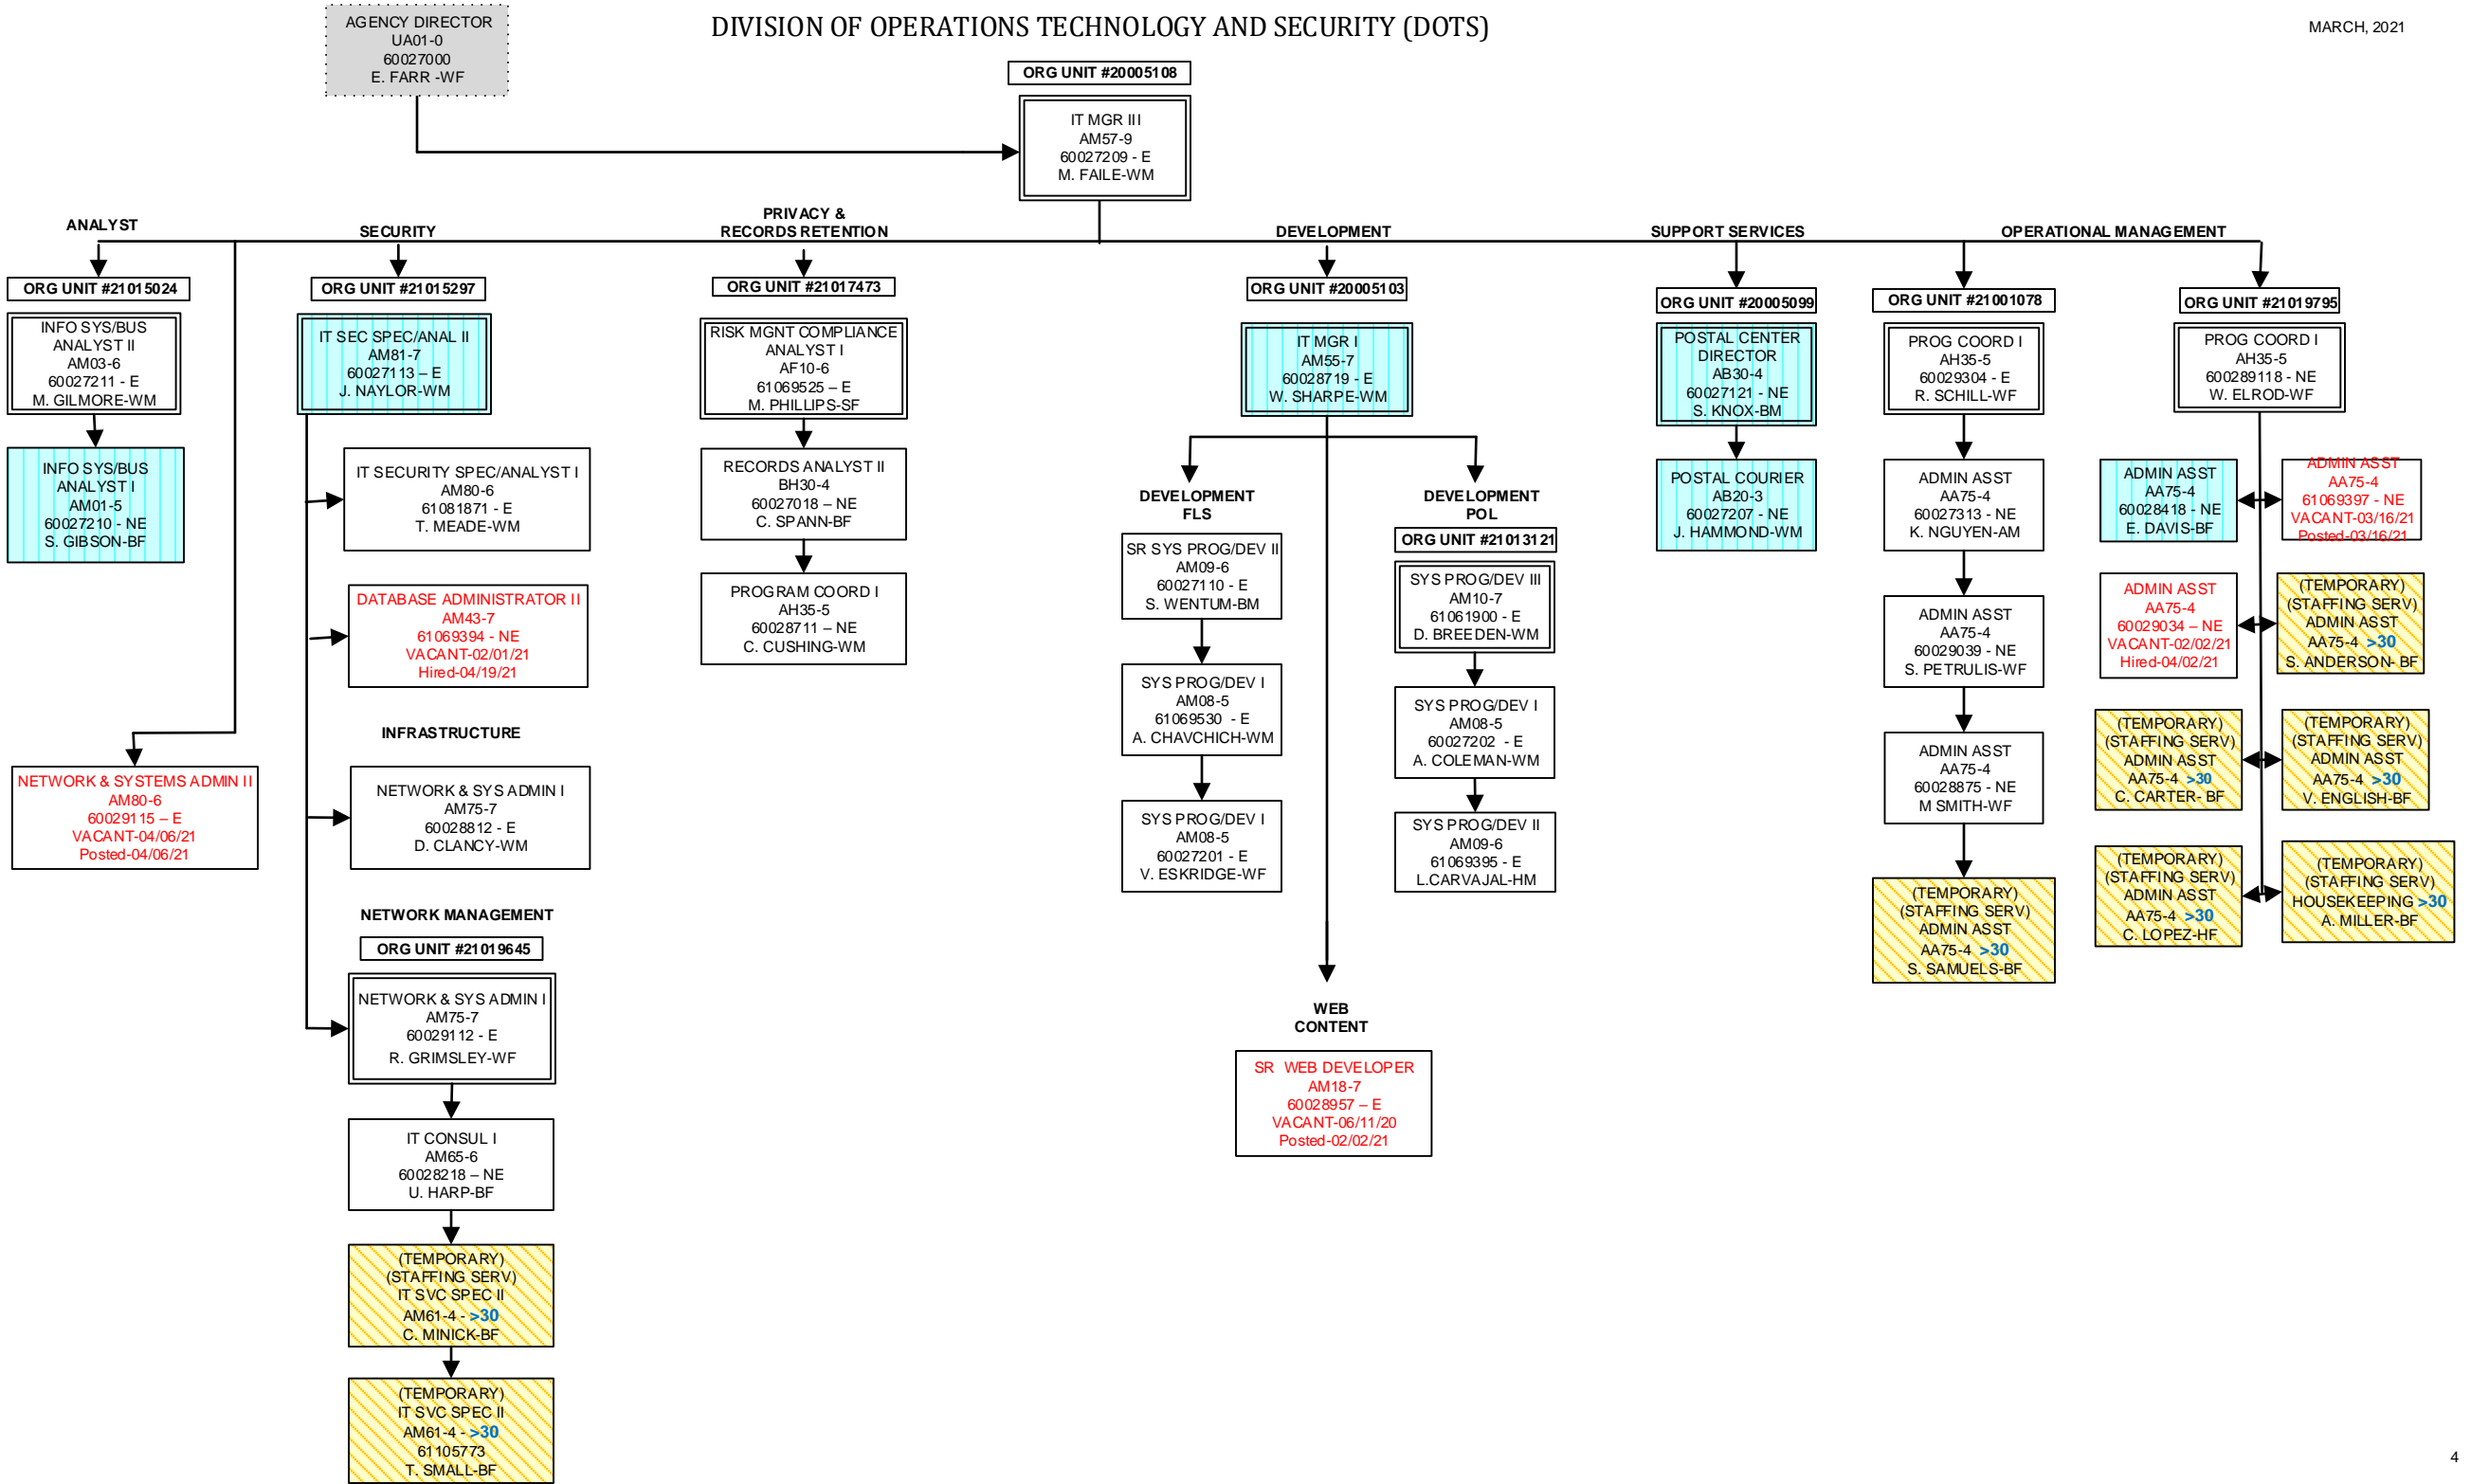 AGENCY DIRECTOR
UA01-0
60027000
E. FARR -WF
DIVISION OF OPERATIONS TECHNOLOGY AND SECURITY (DOTS)
MARCH, 2021
ORG UNIT #20005108
IT MGR III
AM57-9
60027209 - E
M. FAILE-WM
ANALYST
SECURITY
PRIVACY &
RECORDS RETENTION
DEVELOPMENT
SUPPORT SERVICES
OPERATIONAL MANAGEMENT
ORG UNIT #21015024
INFO SYS/BUS
ANALYST II
AM03-6
60027211 - E
M. GILMORE-WM
INFO SYS/BUS
ANALYST I
AM01-5
60027210 - NE
S. GIBSON-BF
NETWORK & SYSTEMS ADMIN II
AM80-6
60029115 – E
VACANT-04/06/21
Posted-04/06/21
ORG UNIT #21015297
IT SEC SPEC/ANAL II
AM81-7
60027113 – E
J. NAYLOR-WM
IT SECURITY SPEC/ANALYST I
AM80-6
61081871 - E
T. MEADE-WM
DATABASE ADMINISTRATOR II
AM43-7
61069394 - NE
VACANT-02/01/21
Hired-04/19/21
INFRASTRUCTURE
NETWORK & SYS ADMIN I
AM75-7
60028812 - E
D. CLANCY-WM
NETWORK MANAGEMENT
ORG UNIT #21019645
NETWORK & SYS ADMIN I
AM75-7
60029112 - E
R. GRIMSLEY-WF
IT CONSUL I
AM65-6
60028218 – NE
U. HARP-BF
(TEMPORARY)
(STAFFING SERV)
IT SVC SPEC II
AM61-4 - >30
C. MINICK-BF
(TEMPORARY)
IT SVC SPEC II
AM61-4 - >30
61105773
T. SMALL-BF
ORG UNIT #21017473
RISK MGNT COMPLIANCE
ANALYST I
AF10-6
61069525 – E
M. PHILLIPS-SF
RECORDS ANALYST II
BH30-4
60027018 – NE
C. SPANN-BF
PROGRAM COORD I
AH35-5
60028711 – NE
C. CUSHING-WM
ORG UNIT #20005103
IT MGR I
AM55-7
60028719 - E
W. SHARPE-WM
DEVELOPMENT
FLS
SR SYS PROG/DEV II
AM09-6
60027110 - E
S. WENTUM-BM
SYS PROG/DEV I
AM08-5
61069530 - E
A. CHAVCHICH-WM
SYS PROG/DEV I
AM08-5
60027201 - E
V. ESKRIDGE-WF
DEVELOPMENT
POL
ORG UNIT #21013121
SYS PROG/DEV III
AM10-7
61061900 - E
D. BREEDEN-WM
SYS PROG/DEV I
AM08-5
60027202 - E
A. COLEMAN-WM
SYS PROG/DEV II
AM09-6
61069395 - E
L.CARVAJAL-HM
WEB
CONTENT
SR WEB DEVELOPER
AM18-7
60028957 – E
VACANT-06/11/20
Posted-02/02/21
ORG UNIT #20005099
POSTAL CENTER
DIRECTOR
AB30-4
60027121 - NE
S. KNOX-BM
POSTAL COURIER
AB20-3
60027207 - NE
J. HAMMOND-WM
ORG UNIT #21001078
PROG COORD I
AH35-5
60029304 - E
R. SCHILL-WF
ADMIN ASST
AA75-4
60027313 - NE
K. NGUYEN-AM
ADMIN ASST
AA75-4
60029039 - NE
S. PETRULIS-WF
ADMIN ASST
AA75-4
60028875 - NE
M SMITH-WF
(TEMPORARY)
(STAFFING SERV)
ADMIN ASST
AA75-4 >30
S. SAMUELS-BF
ORG UNIT #21019795
PROG COORD I
AH35-5
600289118 - NE
W. ELROD-WF
ADMIN ASST
AA75-4
60028418 - NE
E. DAVIS-BF
ADMIN ASST
AA75-4
61069397 - NE
VACANT-03/16/21
Posted-03/16/21
ADMIN ASST
AA75-4
60029034 – NE
VACANT-02/02/21
Hired-04/02/21
(TEMPORARY)
(STAFFING SERV)
ADMIN ASST
AA75-4 >30
S. ANDERSON- BF
(TEMPORARY)
(STAFFING SERV)
ADMIN ASST
AA75-4 >30
C. CARTER- BF
(TEMPORARY)
(STAFFING SERV)
ADMIN ASST
AA75-4 >30
V. ENGLISH-BF
(TEMPORARY)
(STAFFING SERV)
ADMIN ASST
AA75-4 >30
C. LOPEZ-HF
(TEMPORARY)
(STAFFING SERV)
HOUSEKEEPING >30
A. MILLER-BF
4